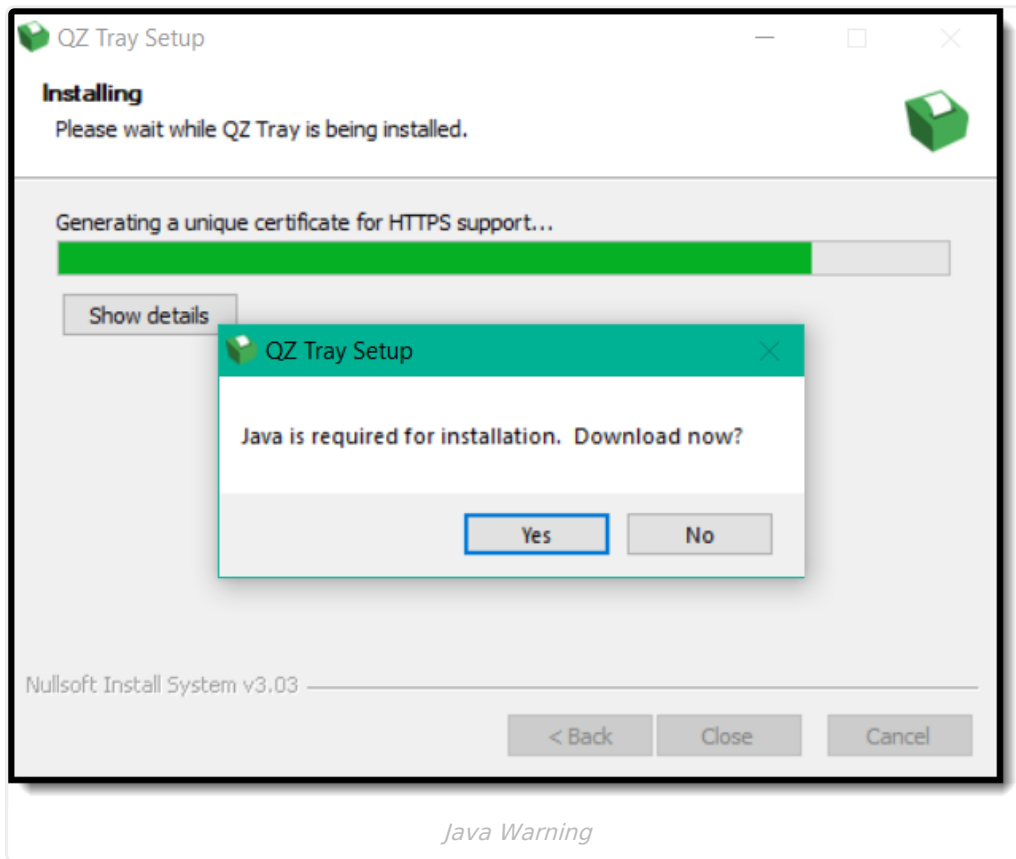 QZ Tray Setup
Installing
Please wait while QZ Tray is being installed.
Generating a unique certificate for HTTPS support...
Show details
QZ Tray Setup
Java is required for installation.  Download now?
Yes No
Nullsoft Install System v3.03
< Back Close Cancel
Java Warning